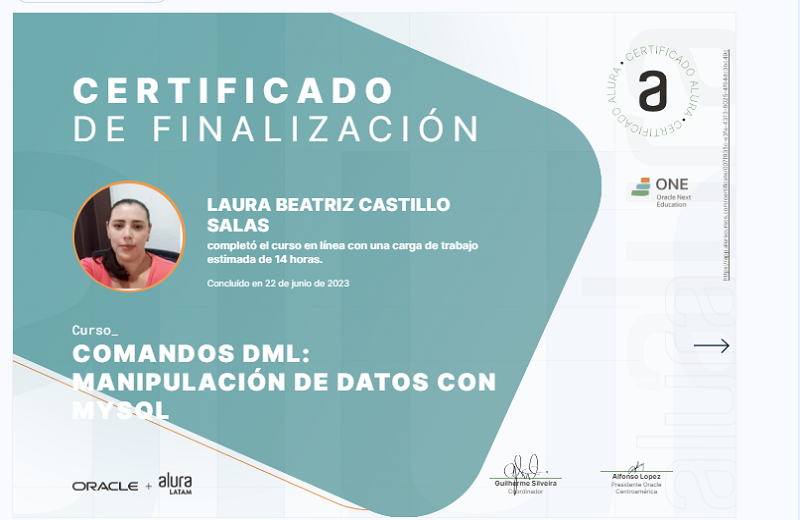 CERTIFICADO
DE FINALIZACIÓN
CERTIFICADO ALURA • CERTIFICADO ALURA •
a
ONE
Oracle Next
Education
LAURA BEATRIZ CASTILLO
SALAS
completó el curso en línea con una carga de trabajo
estimada de 14 horas.
Concluído en 22 de junio de 2023
Curso_
COMANDOS DML:
MANIPULACIÓN DE DATOS CON
MYSQL
ORACLE + alura
LATAM
Guilherme Silveira
Coordinador
Alfonso Lopez
Presidente Oracle
Centroamérica
alura